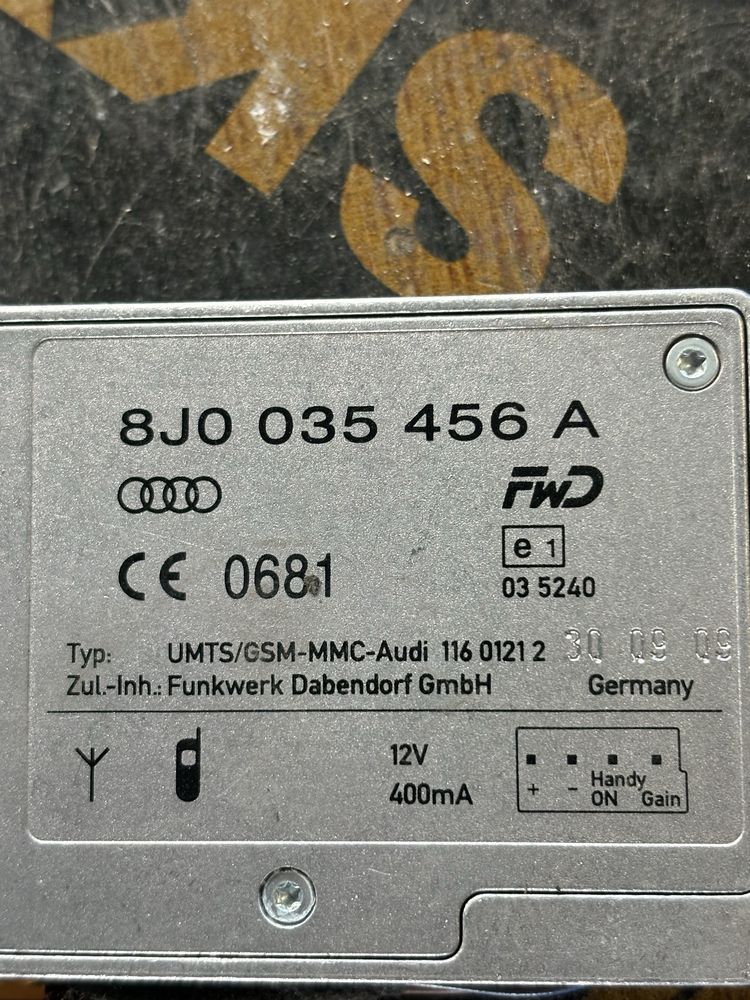 KS
8J0 035 456 A
FWD
CE 0681
e 1
03 5240
Typ: UMTS/GSM-MMC-Audi 116 0121 2 30 09 09
Zul.-Inh.: Funkwerk Dabendorf GmbH Germany
12V
400mA
+ - Handy ON Gain